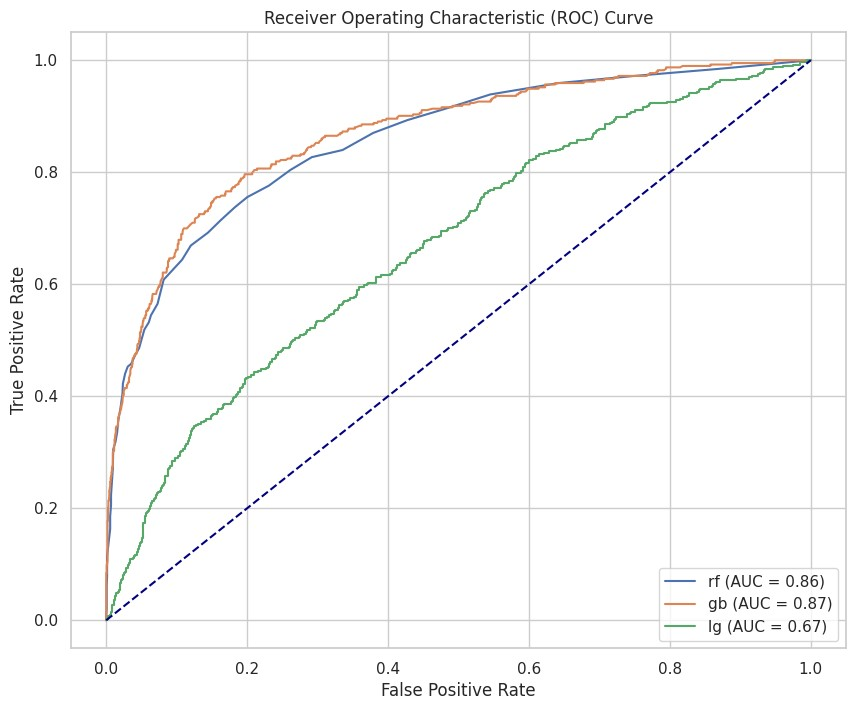 Receiver Operating Characteristic (ROC) Curve
True Positive Rate
1.0
0.8
0.6
0.4
0.2
0.0
rf (AUC = 0.86)
gb (AUC = 0.87)
lg (AUC = 0.67)
0.0 0.2 0.4 0.6 0.8 1.0
False Positive Rate